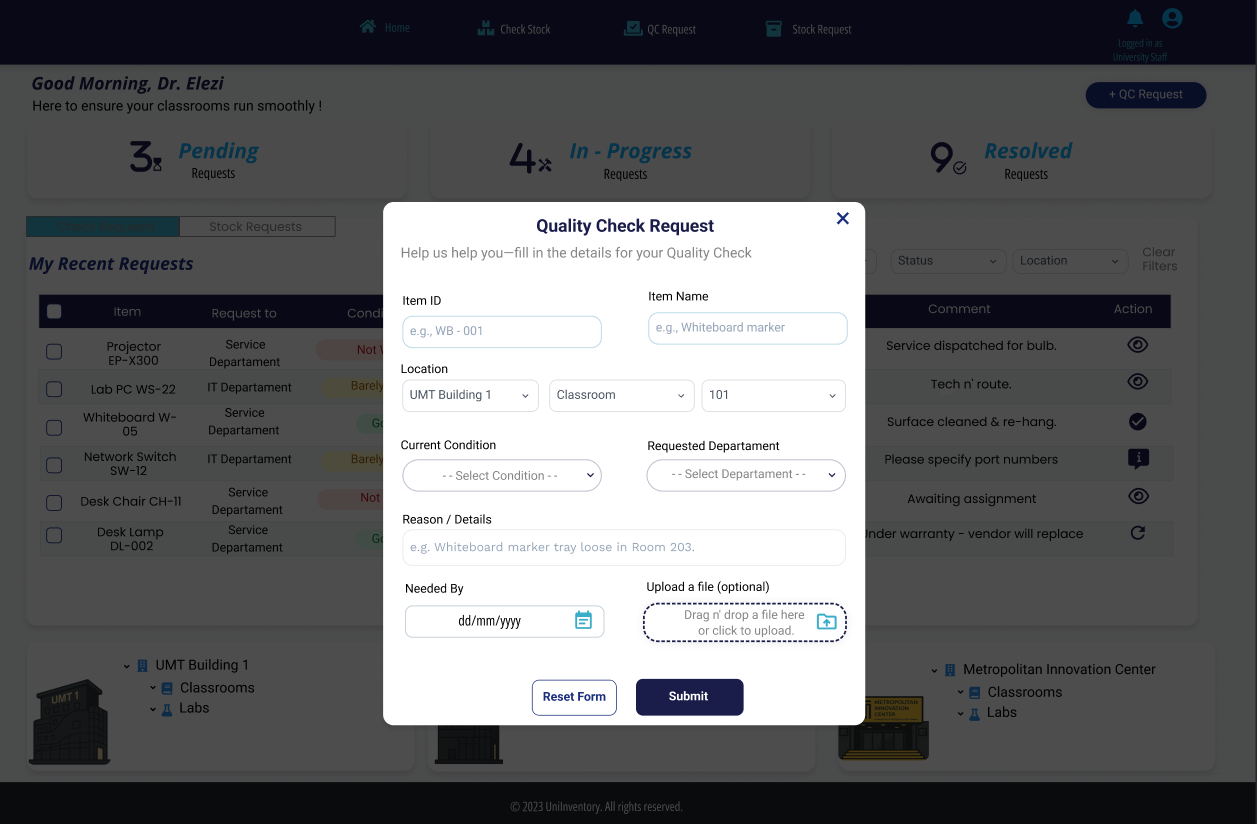 Home
Check Stock
QC Request
Stock Request
Logged in as
University Staff
Good Morning, Dr. Elezi
Here to ensure your classrooms run smoothly !
+ QC Request
3 Pending
Requests
4 In - Progress
Requests
9 Resolved
Requests
Stock Requests
My Recent Requests
Status
Location
Clear
Filters
Item
Request to
Comment
Action
Projector
EP-X300
Service
Departament
Not
Service dispatched for bulb.
Lab PC WS-22
IT Departament
Barely
Tech n' route.
Whiteboard W-
05
Service
Departament
Surface cleaned & re-hang.
Network Switch
SW-12
IT Departament
Barely
Please specify port numbers
Desk Chair CH-11
Service
Departament
Not
Awaiting assignment
Desk Lamp
DL-002
Service
Departament
Under warranty - vendor will replace
Quality Check Request
Help us help you—fill in the details for your Quality Check
Item ID
Item Name
e.g., WB - 001
e.g., Whiteboard marker
Location
UMT Building 1
Classroom
101
Current Condition
Requested Departament
- - Select Condition - -
- - Select Departament - -
Reason / Details
e.g. Whiteboard marker tray loose in Room 203.
Needed By
Upload a file (optional)
dd/mm/yyyy
Drag n' drop a file here
or click to upload.
Reset Form
Submit
UMT 1
UMT Building 1
Classrooms
Labs
METROPOLITAN
INNOVATION
CENTER
Metropolitan Innovation Center
Classrooms
Labs
© 2023 UniInventory. All rights reserved.